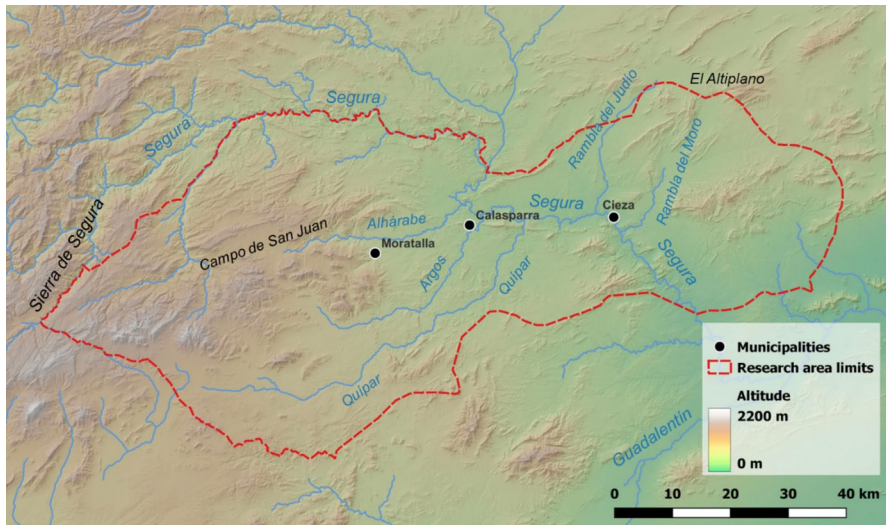 El Altiplano
Segura
Rambla del Judío
Segura
Rambla del Moro
Sierra de Segura
Segura
Cieza
Alhárabe
Calasparra
Campo de San Juan
Moratalla
Argos
Quipar
Segura
Quipar
Guadalentín
Municipalities
Research area limits
Altitude
2200 m
0 m
0 10 20 30 40 km